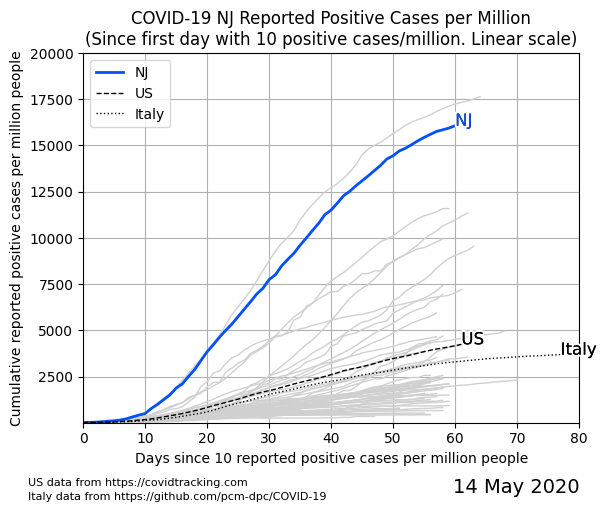 COVID-19 NJ Reported Positive Cases per Million
(Since first day with 10 positive cases/million. Linear scale)
Cumulative reported positive cases per million people
20000
17500
15000
12500
10000
7500
5000
2500
NJ
US
Italy
NJ
US
Italy
0 10 20 30 40 50 60 70 80
Days since 10 reported positive cases per million people
US data from https://covidtracking.com
Italy data from https://github.com/pcm-dpc/COVID-19
14 May 2020